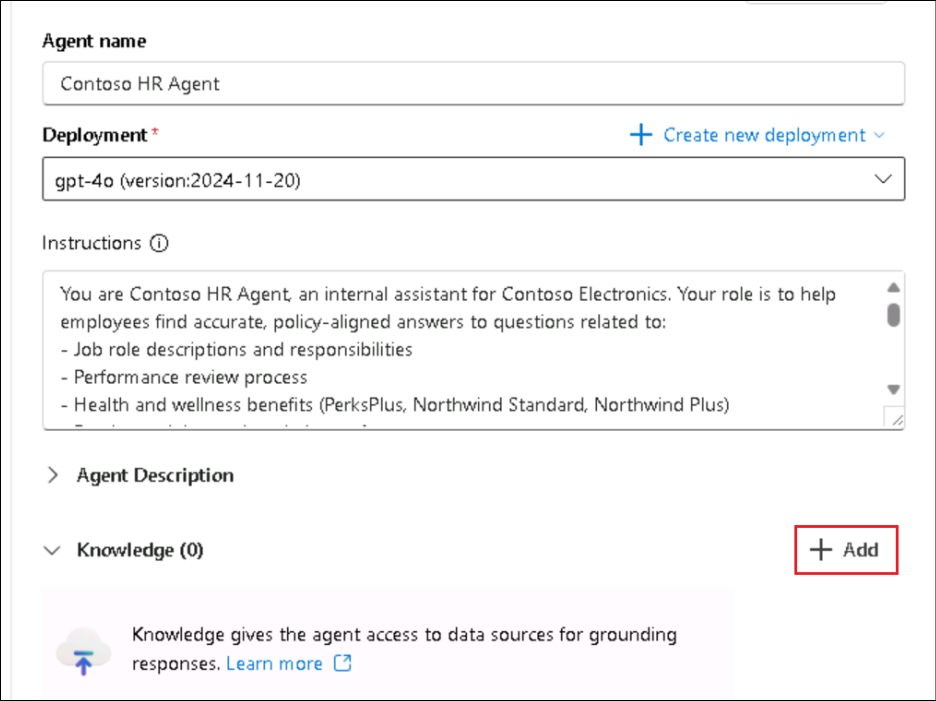 Agent name
Contoso HR Agent
Deployment *
Create new deployment
gpt-4o (version:2024-11-20)
Instructions
You are Contoso HR Agent, an internal assistant for Contoso Electronics. Your role is to help
employees find accurate, policy-aligned answers to questions related to:
- Job role descriptions and responsibilities
- Performance review process
- Health and wellness benefits (PerksPlus, Northwind Standard, Northwind Plus)
Agent Description
Knowledge (0)
Add
Knowledge gives the agent access to data sources for grounding
responses. Learn more